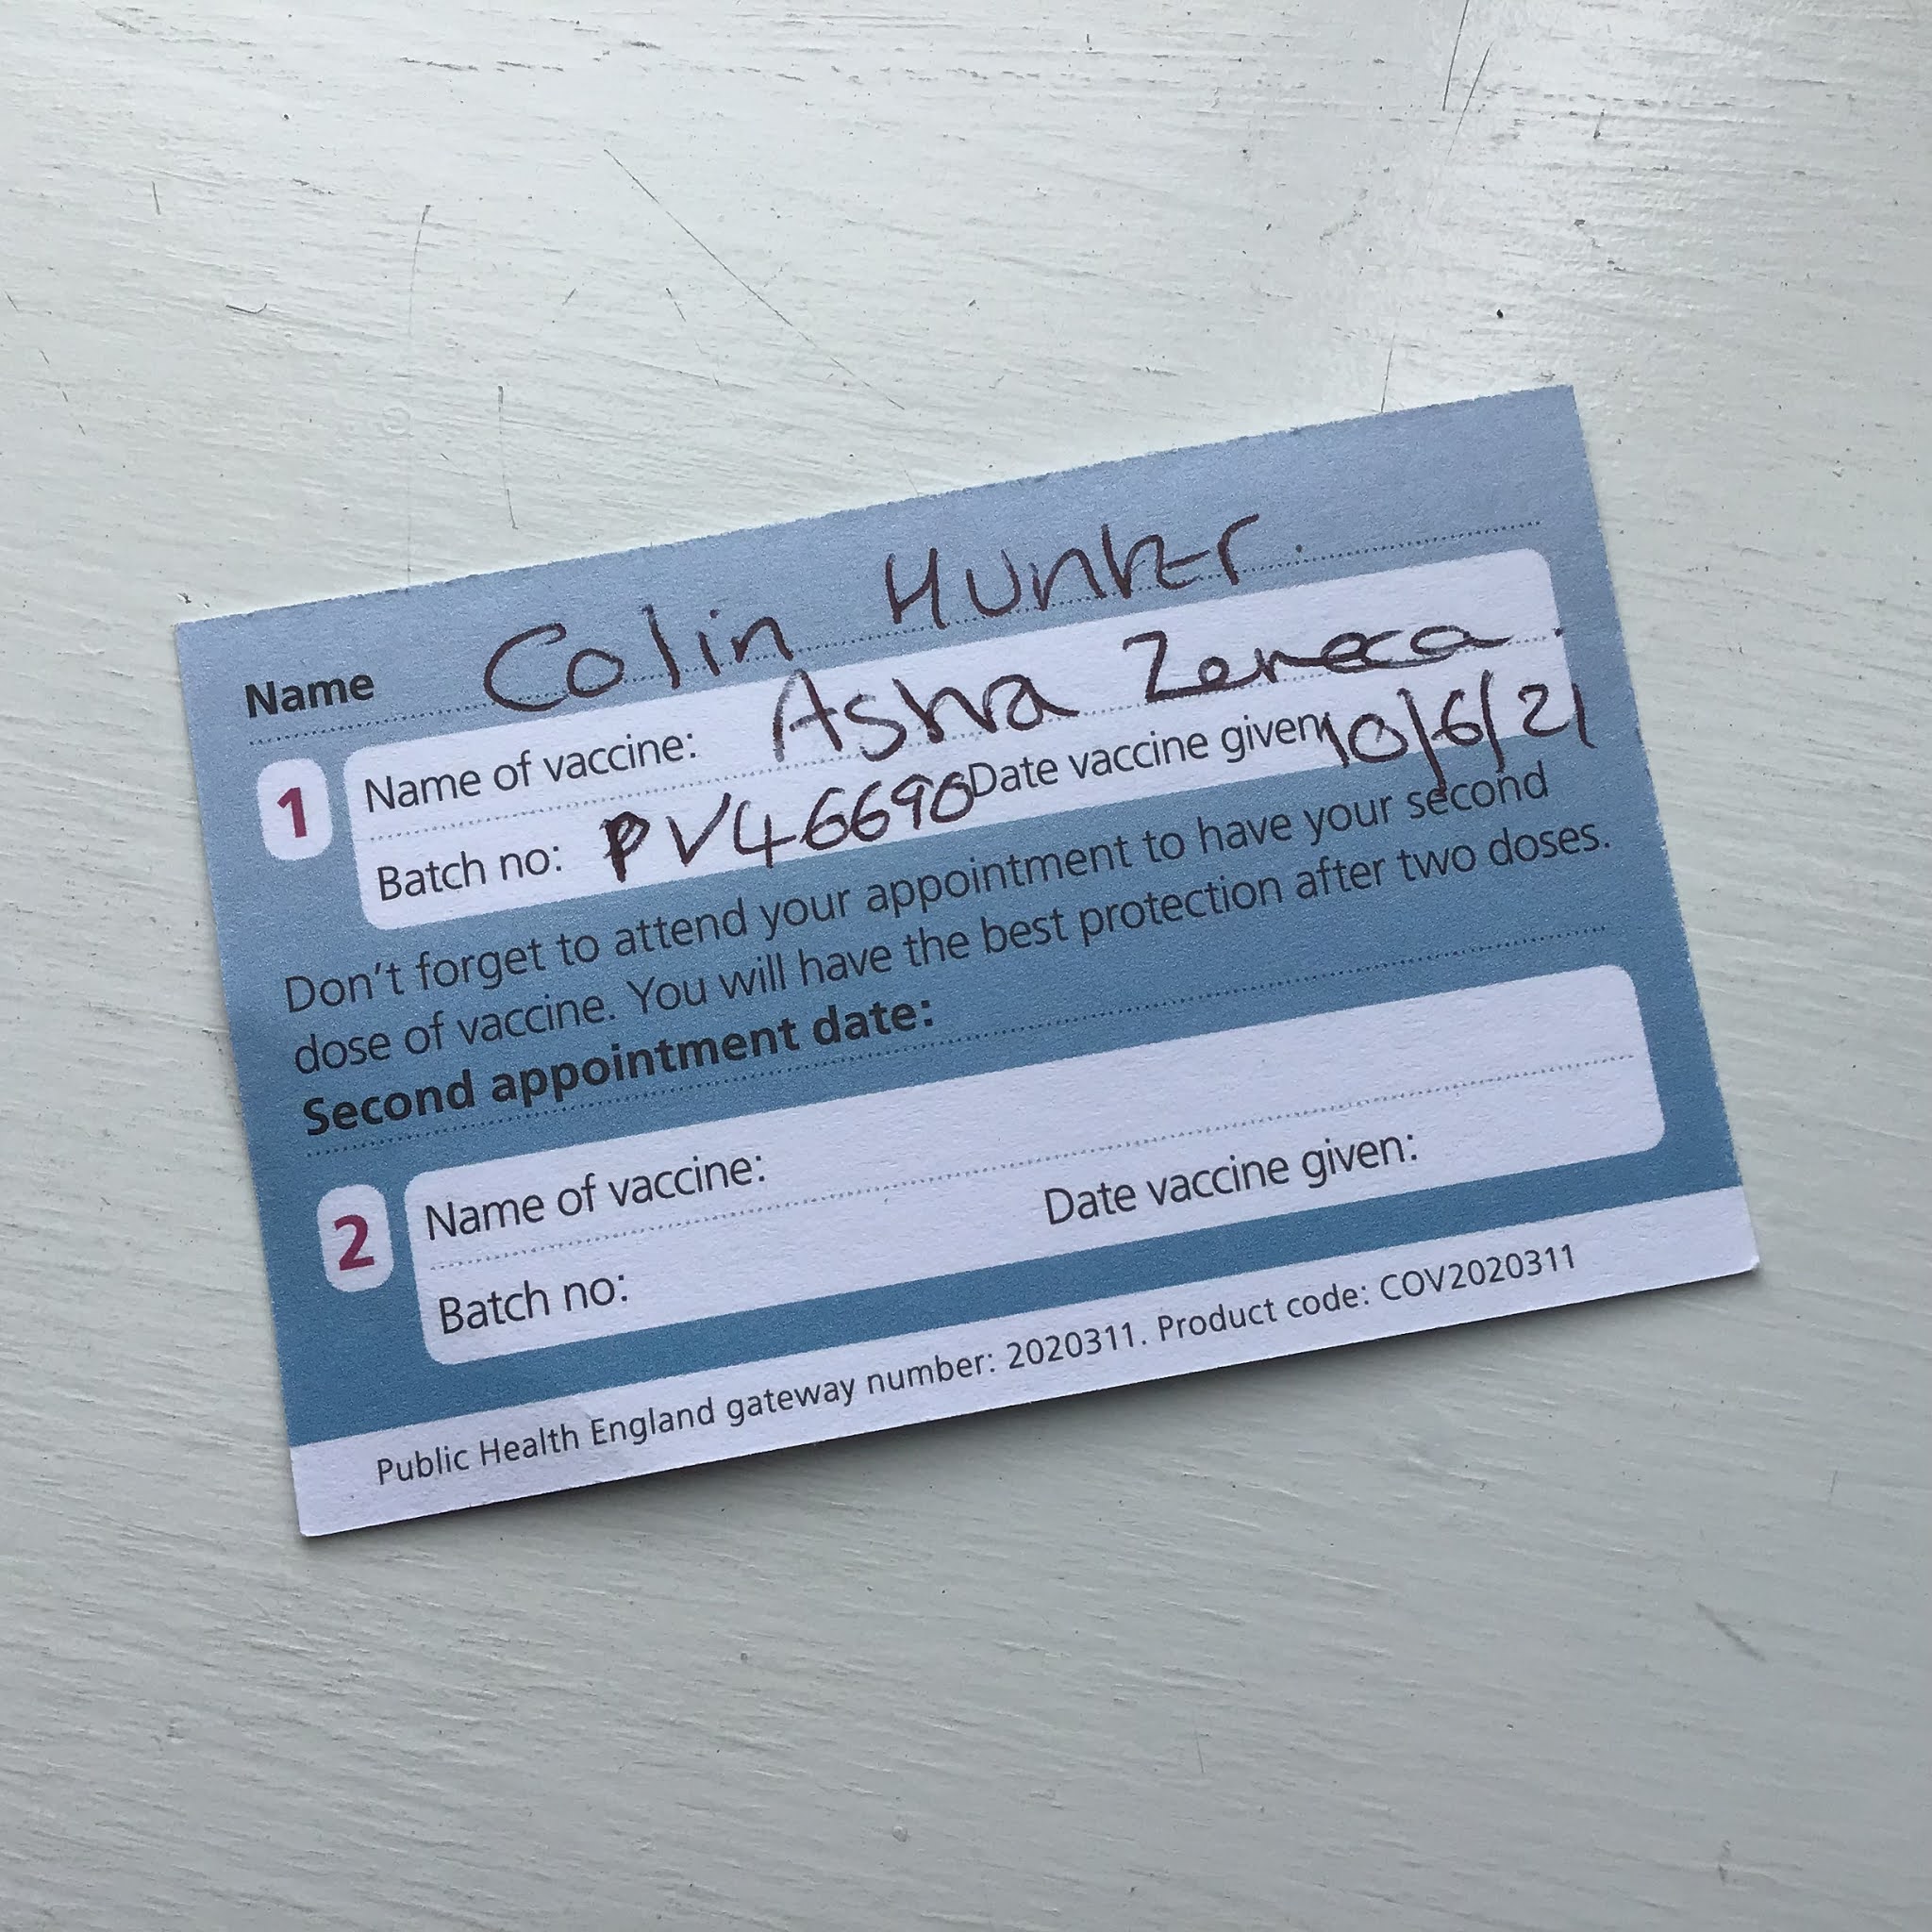 Name Colin Hunter.
1 Name of vaccine: Astra Zeneca.
Batch no: PV46690 Date vaccine given: 10/6/21
Don't forget to attend your appointment to have your second
dose of vaccine. You will have the best protection after two doses.
Second appointment date:
2 Name of vaccine:
Batch no: Date vaccine given:
Public Health England gateway number: 2020311. Product code: COV2020311